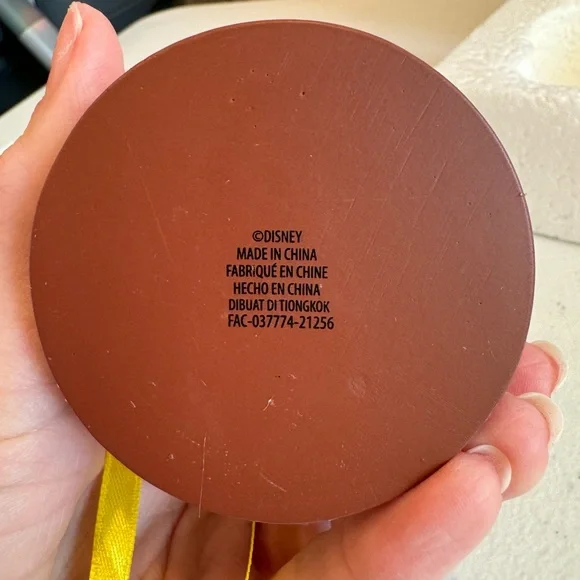 ©DISNEY
MADE IN CHINA
FABRiQUÉ EN CHINE
HECHO EN CHINA
DIBUAT DI TIONGKOK
FAC-037774-21256